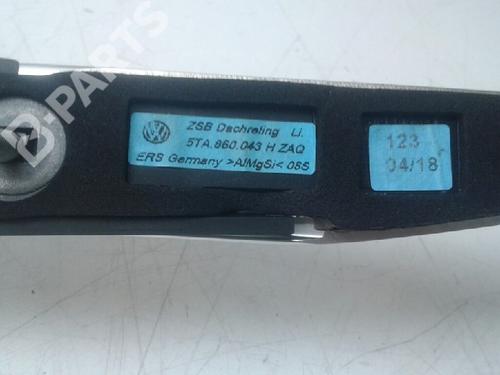 B-PARTS
ZSB Dachreling Li.
5TA.860.043 H ZAQ
ERS Germany >AlMgSi< 08S
123
04/18